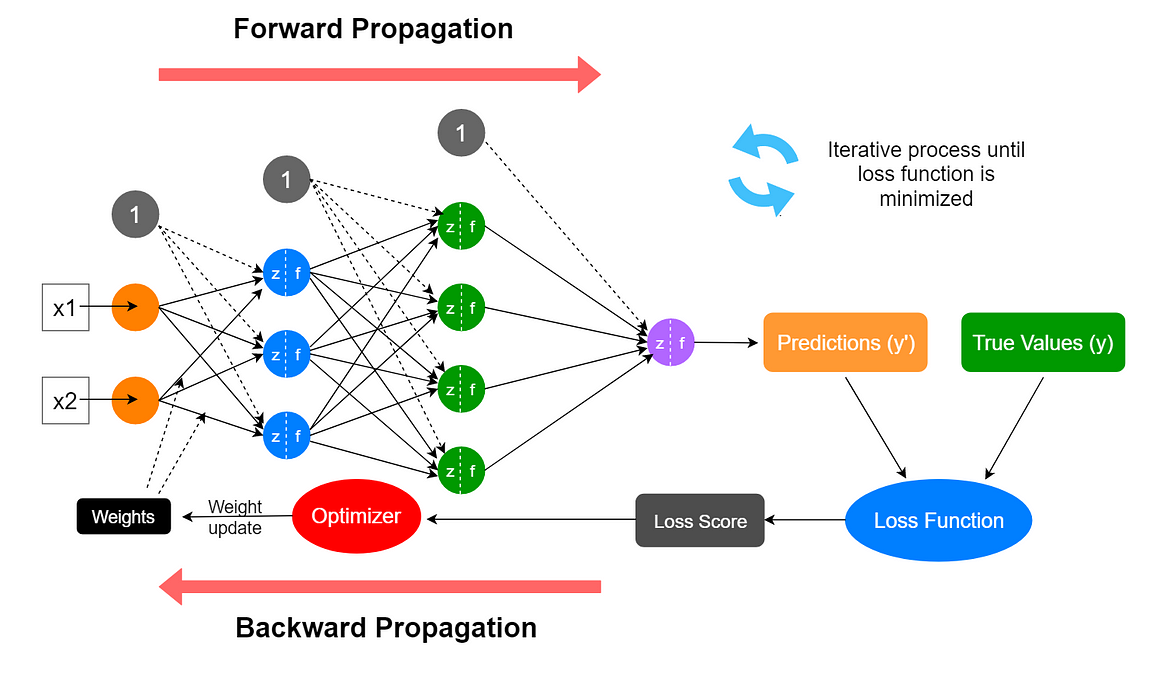 Forward Propagation
1
1
1
Iterative process until
loss function is
minimized
z f
z f
z f
z f
z f
z f
z f
z f
x1
x2
Predictions (y')
True Values (y)
Weights
Weight
update
Optimizer
Loss Score
Loss Function
Backward Propagation